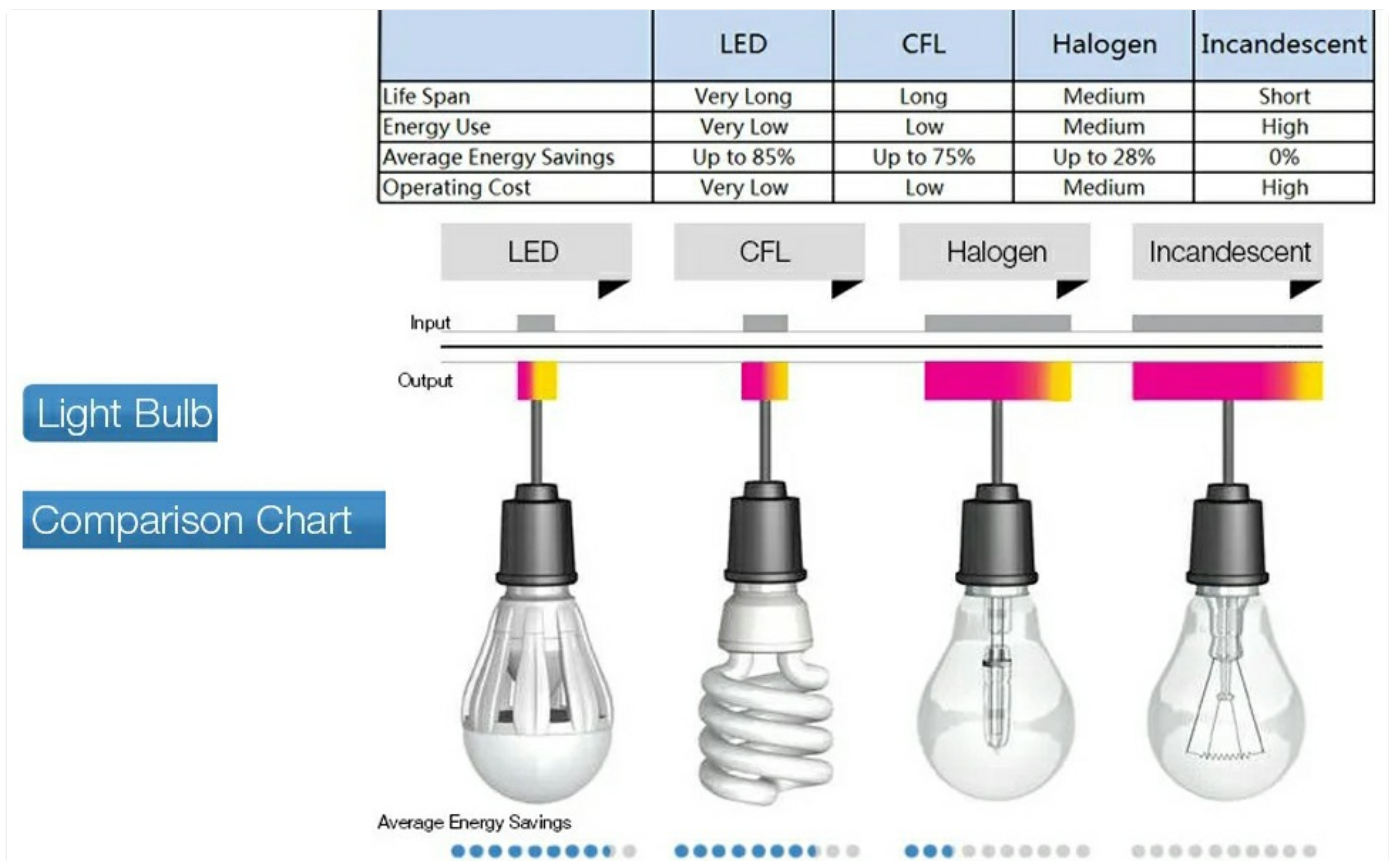 LED CFL Halogen Incandescent
Life Span Very Long Long Medium Short
Energy Use Very Low Low Medium High
Average Energy Savings Up to 85% Up to 75% Up to 28% 0%
Operating Cost Very Low Low Medium High
LED CFL Halogen Incandescent
Input
Output
Light Bulb
Comparison Chart
Average Energy Savings